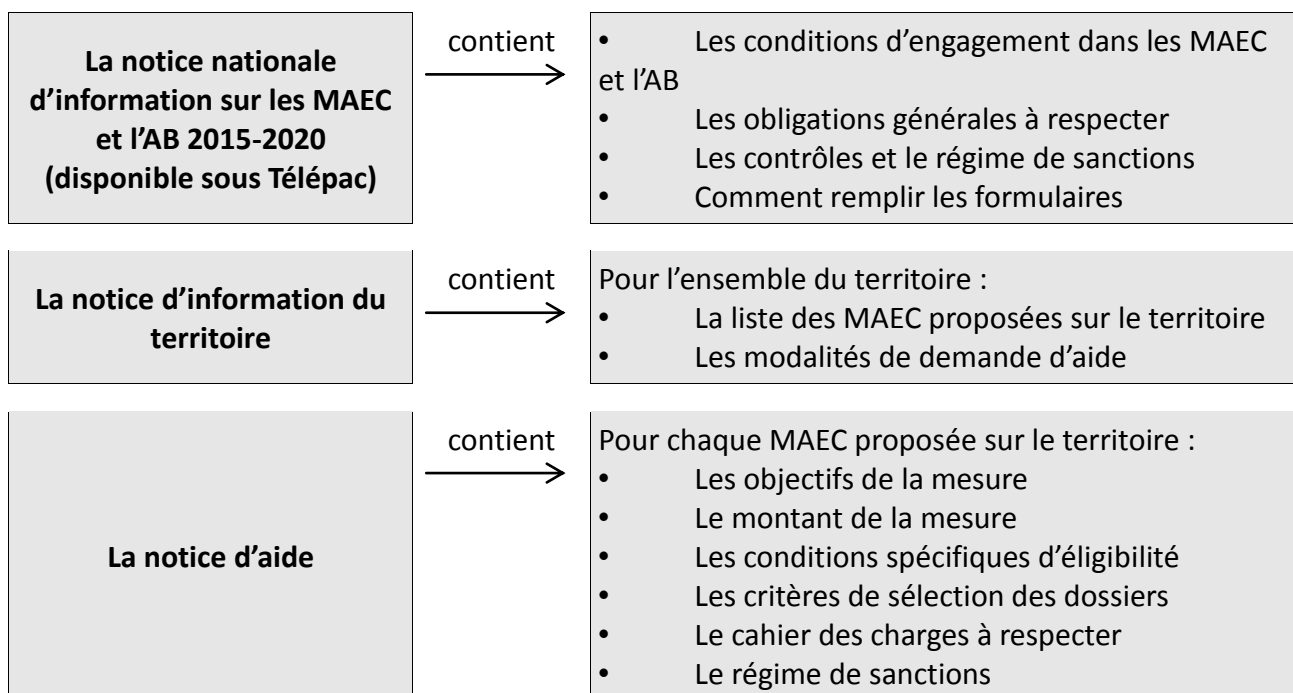 La notice nationale
d’information sur les MAEC
et l’AB 2015-2020
(disponible sous Télépac)
contient
• Les conditions d’engagement dans les MAEC
et l’AB
• Les obligations générales à respecter
• Les contrôles et le régime de sanctions
• Comment remplir les formulaires
La notice d’information du
territoire
contient
Pour l’ensemble du territoire :
• La liste des MAEC proposées sur le territoire
• Les modalités de demande d’aide
La notice d’aide
contient
Pour chaque MAEC proposée sur le territoire :
• Les objectifs de la mesure
• Le montant de la mesure
• Les conditions spécifiques d’éligibilité
• Les critères de sélection des dossiers
• Le cahier des charges à respecter
• Le régime de sanctions